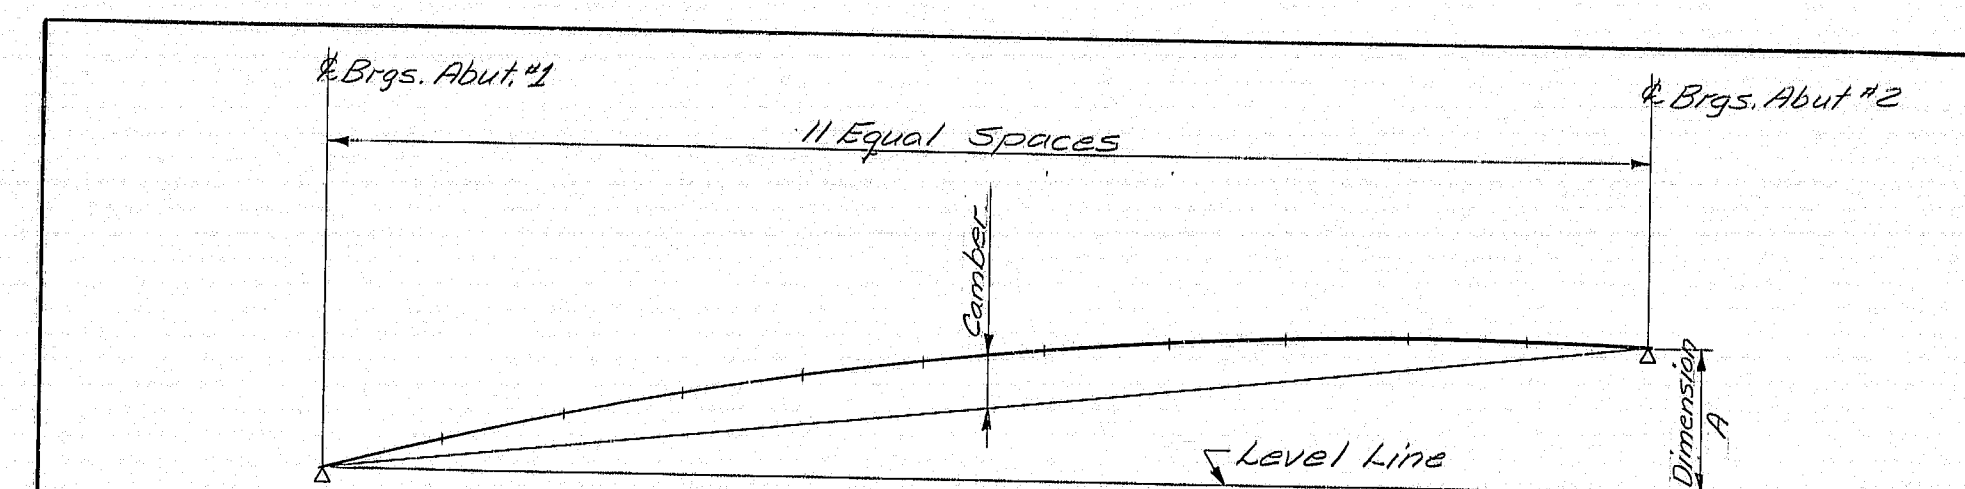 ℄ Brgs. Abut. #1
℄ Brgs. Abut #2
11 Equal Spaces
Camber
Dimension
A
Level Line